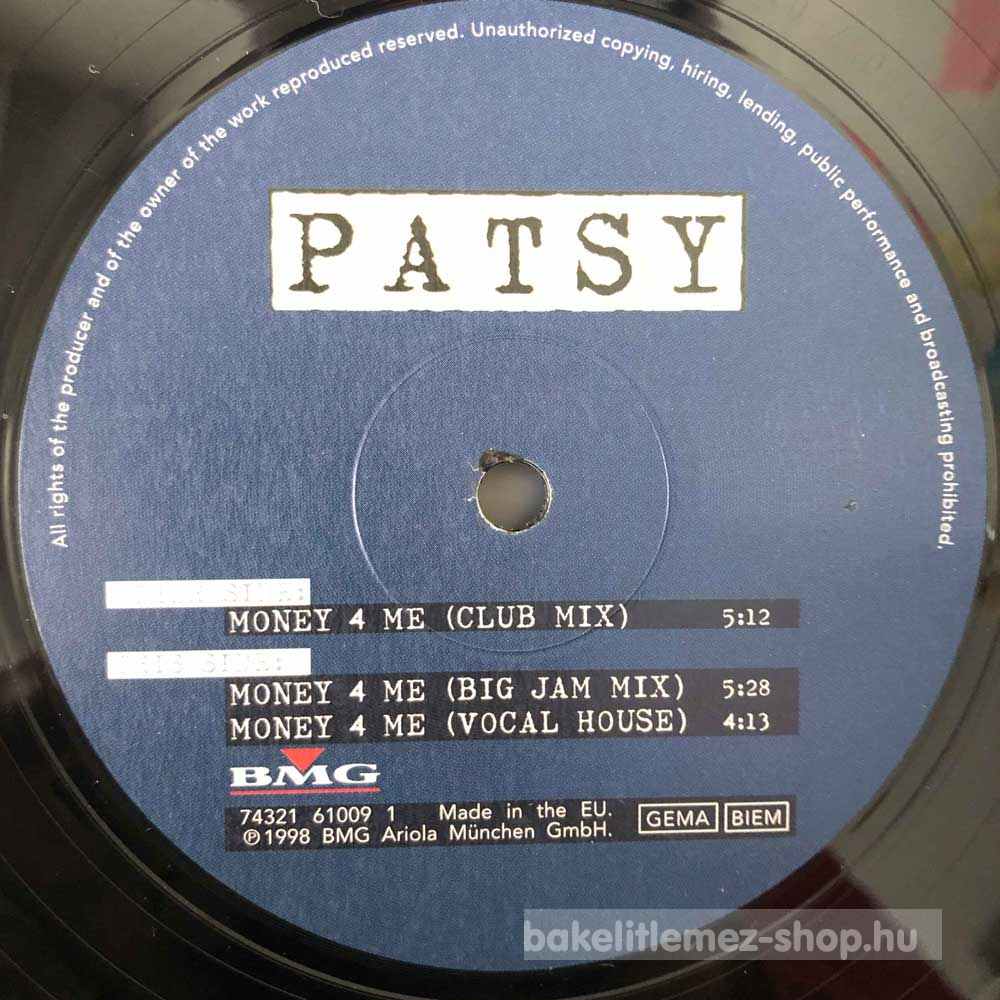 All rights of the producer and of the owner of the work reproduced reserved. Unauthorized copying, hiring, lending, public performance and broadcasting prohibited,
PATSY
MONEY 4 ME (CLUB MIX) 5:12
MONEY 4 ME (BIG JAM MIX) 5:28
MONEY 4 ME (VOCAL HOUSE) 4:13
BMG
74321 61009 1 Made in the EU.
℗1998 BMG Ariola München GmbH.
GEMA BIEM
bakelitlemez-shop.hu